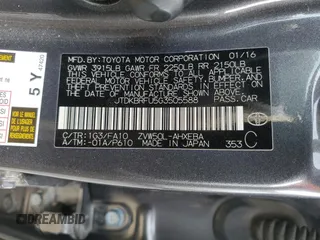 MFD. BY: TOYOTA MOTOR CORPORATION 01/16
GVWR 3915LB GAWR FR 2250LB RR 2150LB
THIS VEHICLE CONFORMS TO ALL APPLICABLE
FEDERAL MOTOR VEHICLE SAFETY, BUMPER, AND
THEFT PREVENTION STANDARDS IN EFFECT ON THE
DATE OF MANUFACTURE SHOWN ABOVE.
JTDKBRFU5G3505588 PASS. CAR
C/TR: 1G3/FA10 ZVW50L-AHXEBA
A/TM: -01A/P610 MADE IN JAPAN 353 C
5Y
DREAMBID